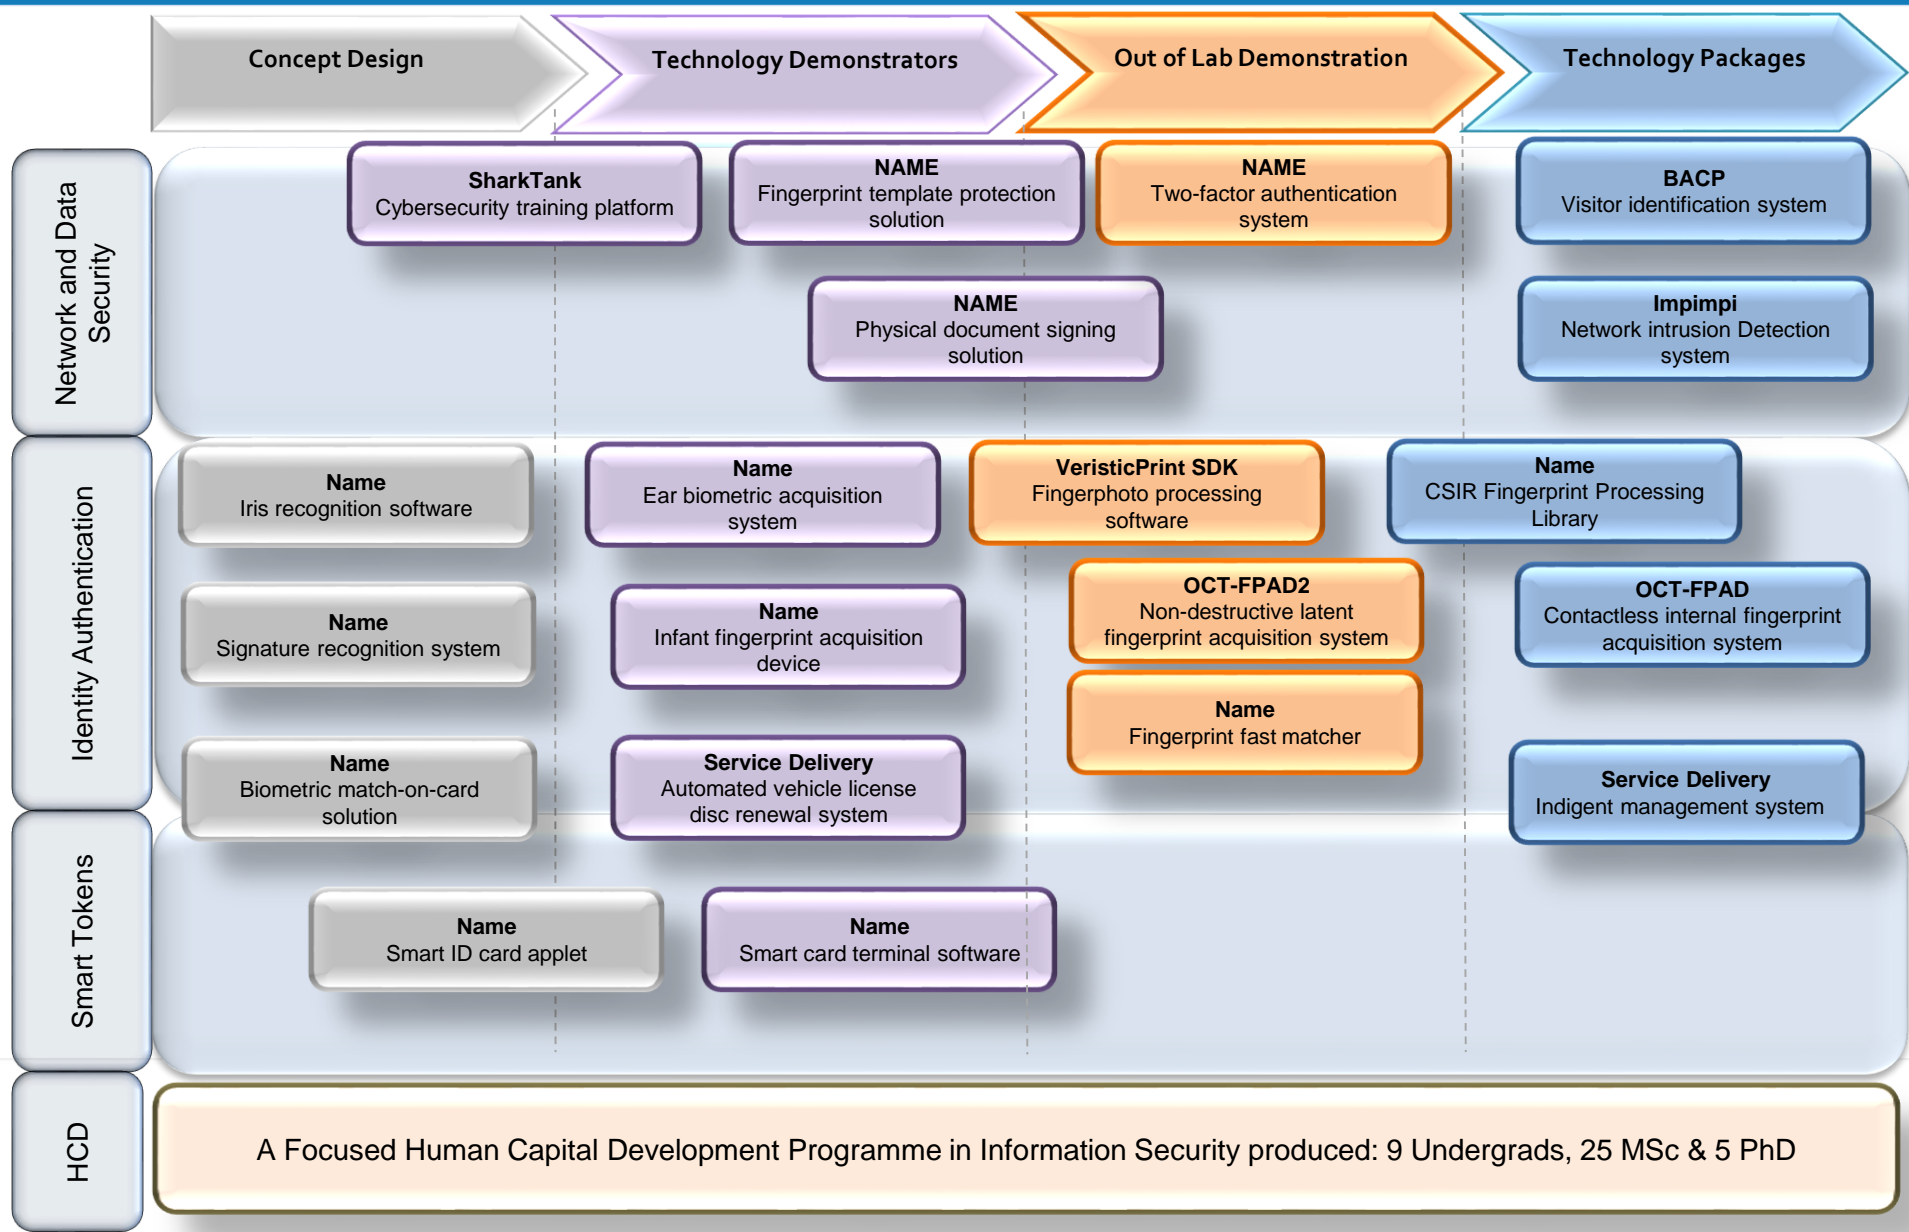 Concept Design
Technology Demonstrators
Out of Lab Demonstration
Technology Packages
Network and Data
Security
SharkTank
Cybersecurity training platform
NAME
Fingerprint template protection
solution
NAME
Two-factor authentication
system
BACP
Visitor identification system
NAME
Physical document signing
solution
Impimpi
Network intrusion Detection
system
Identity Authentication
Name
Iris recognition software
Name
Ear biometric acquisition
system
VeristicPrint SDK
Fingerphoto processing
software
Name
CSIR Fingerprint Processing
Library
Name
Signature recognition system
Name
Infant fingerprint acquisition
device
OCT-FPAD2
Non-destructive latent
fingerprint acquisition system
OCT-FPAD
Contactless internal fingerprint
acquisition system
Name
Fingerprint fast matcher
Name
Biometric match-on-card
solution
Service Delivery
Automated vehicle license
disc renewal system
Service Delivery
Indigent management system
Smart Tokens
Name
Smart ID card applet
Name
Smart card terminal software
HCD
A Focused Human Capital Development Programme in Information Security produced: 9 Undergrads, 25 MSc & 5 PhD